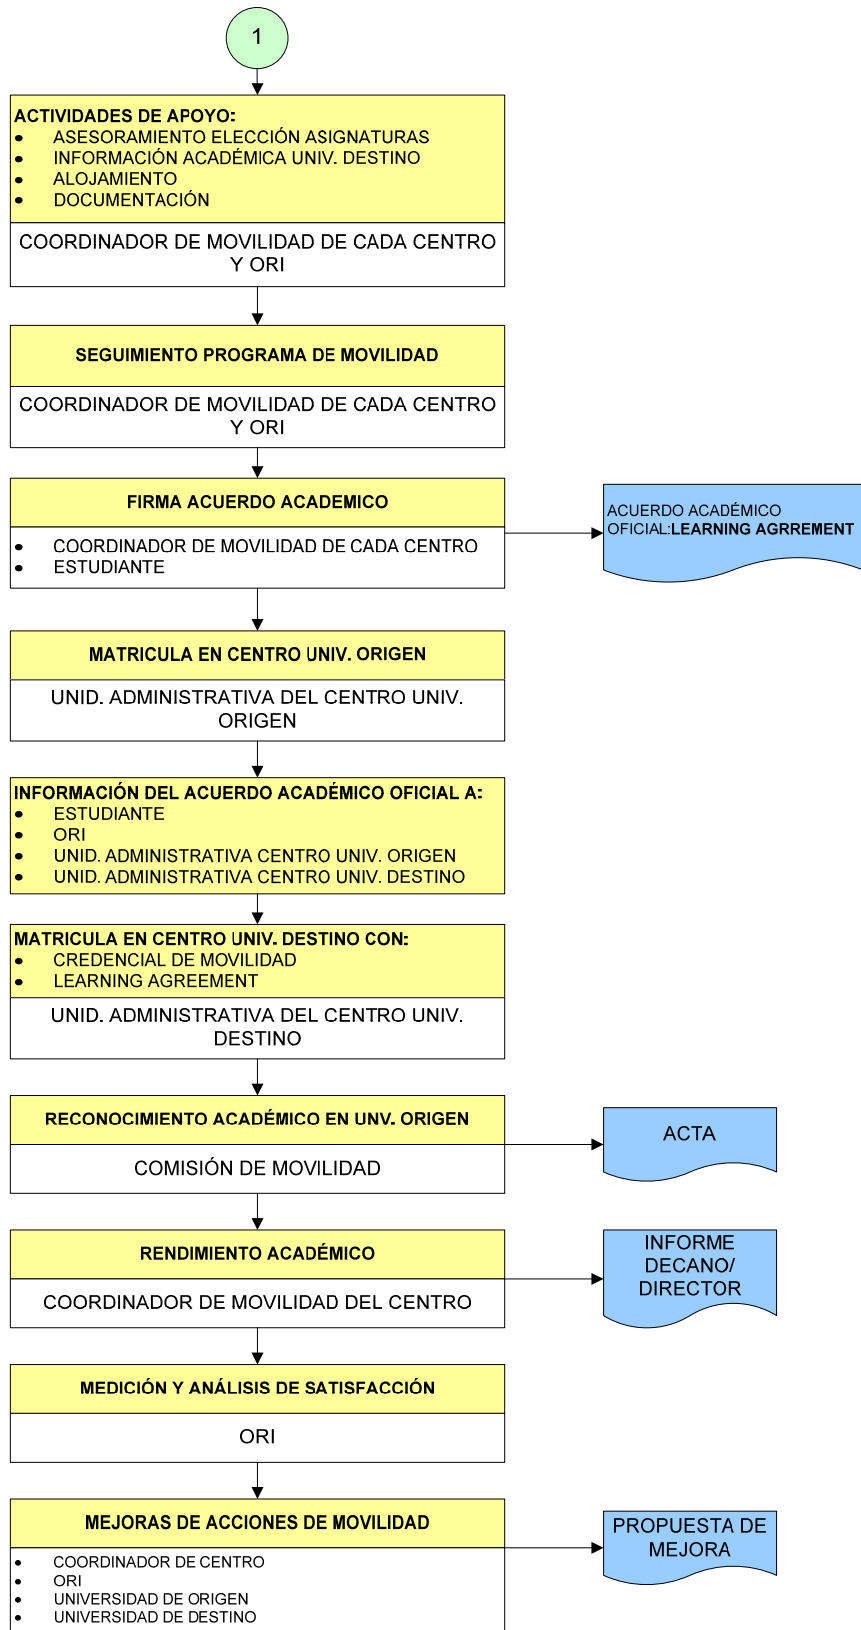 1
ACTIVIDADES DE APOYO:
• ASESORAMIENTO ELECCIÓN ASIGNATURAS
• INFORMACIÓN ACADÉMICA UNIV. DESTINO
• ALOJAMIENTO
• DOCUMENTACIÓN
COORDINADOR DE MOVILIDAD DE CADA CENTRO
Y ORI
SEGUIMIENTO PROGRAMA DE MOVILIDAD
COORDINADOR DE MOVILIDAD DE CADA CENTRO
Y ORI
FIRMA ACUERDO ACADEMICO
• COORDINADOR DE MOVILIDAD DE CADA CENTRO
• ESTUDIANTE
ACUERDO ACADÉMICO
OFICIAL:LEARNING AGRREMENT
MATRICULA EN CENTRO UNIV. ORIGEN
UNID. ADMINISTRATIVA DEL CENTRO UNIV.
ORIGEN
INFORMACIÓN DEL ACUERDO ACADÉMICO OFICIAL A:
• ESTUDIANTE
• ORI
• UNID. ADMINISTRATIVA CENTRO UNIV. ORIGEN
• UNID. ADMINISTRATIVA CENTRO UNIV. DESTINO
MATRICULA EN CENTRO UNIV. DESTINO CON:
• CREDENCIAL DE MOVILIDAD
• LEARNING AGREEMENT
UNID. ADMINISTRATIVA DEL CENTRO UNIV.
DESTINO
RECONOCIMIENTO ACADÉMICO EN UNV. ORIGEN
COMISIÓN DE MOVILIDAD
ACTA
RENDIMIENTO ACADÉMICO
COORDINADOR DE MOVILIDAD DEL CENTRO
INFORME
DECANO/
DIRECTOR
MEDICIÓN Y ANÁLISIS DE SATISFACCIÓN
ORI
MEJORAS DE ACCIONES DE MOVILIDAD
• COORDINADOR DE CENTRO
• ORI
• UNIVERSIDAD DE ORIGEN
• UNIVERSIDAD DE DESTINO
PROPUESTA DE
MEJORA